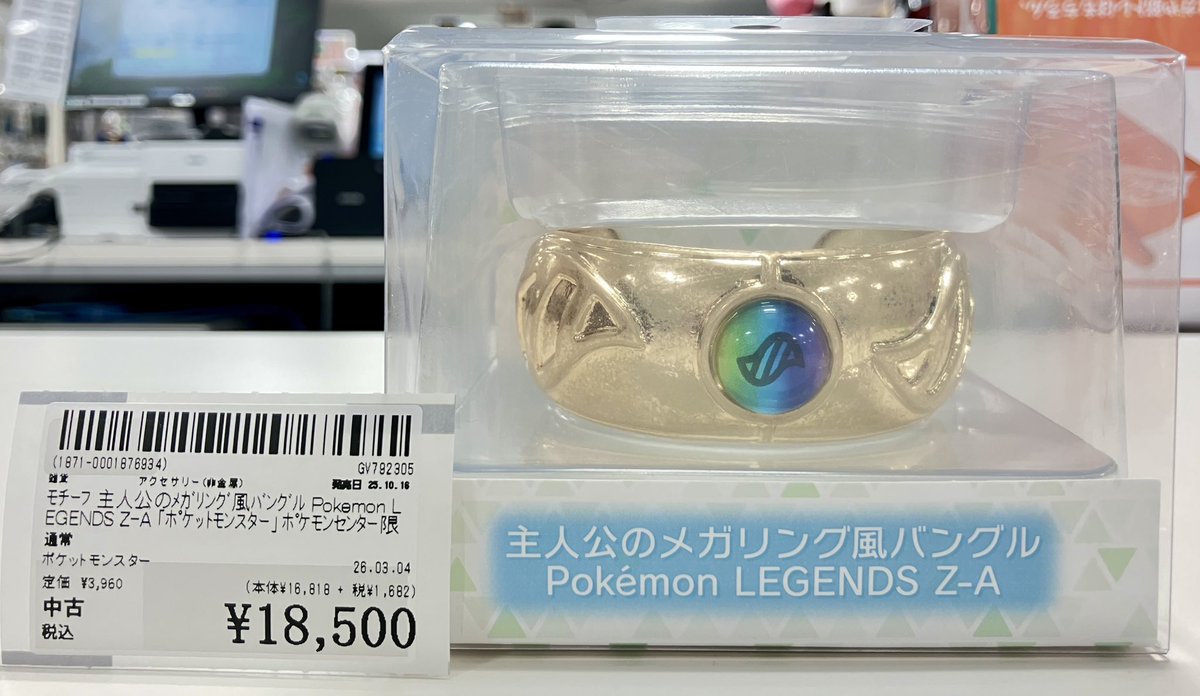 (1871-0001876934)
GV792305
雑貨 アクセサリー(非金属) 発売日 25.10.16
モチーフ 主人公のメガリング風バングル Pokemon L
EGENDS Z-A「ポケットモンスター」ポケモンセンター限
通常
ポケットモンスター 26.03.04
定価 ¥3,960 (本体¥16,818 + 税¥1,682)
中古
税込 ¥18,500
主人公のメガリング風バングル
Pokémon LEGENDS Z-A